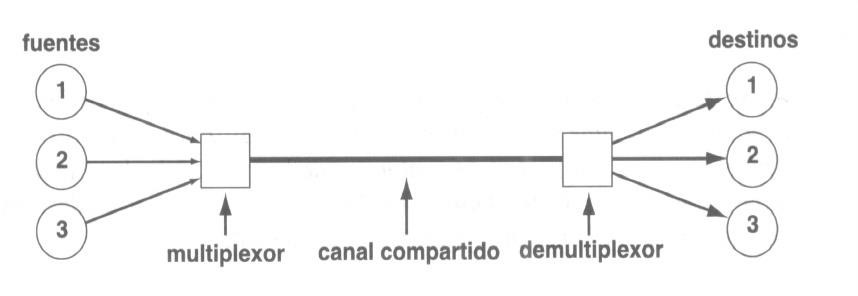 fuentes
destinos
1
1
2
2
3
3
multiplexor
canal compartido
demultiplexor